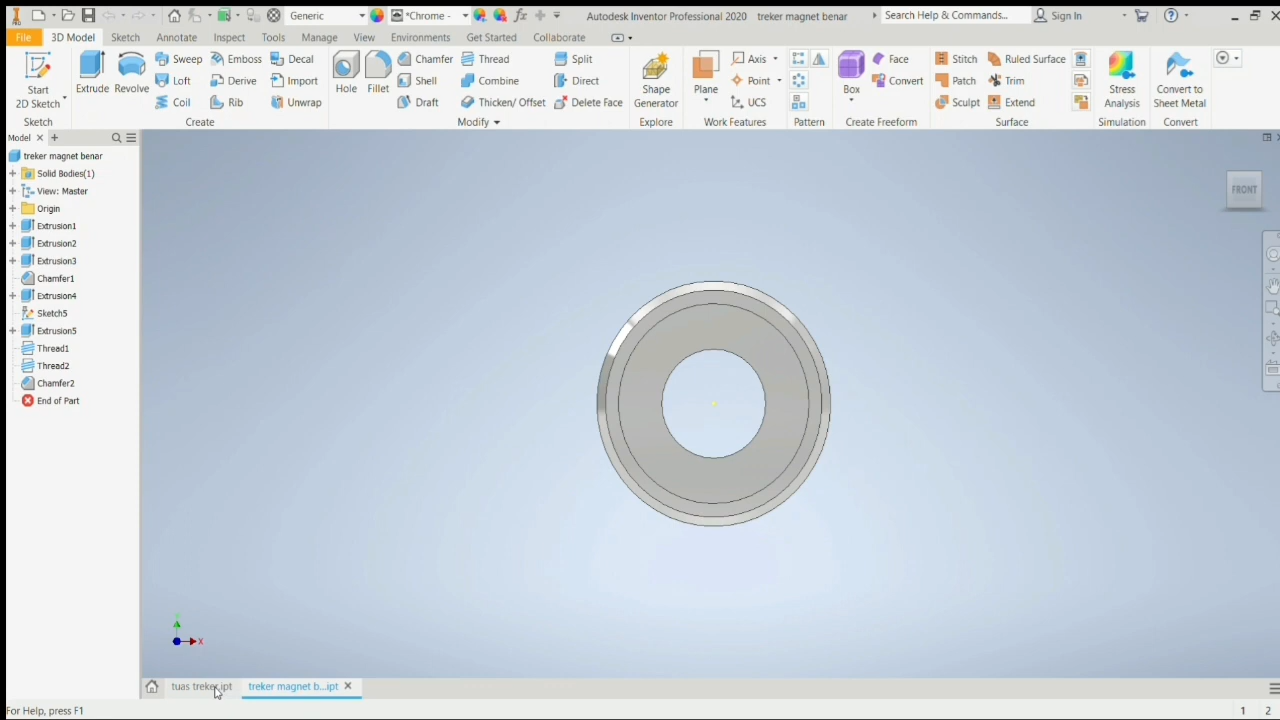 Generic
*Chrome -
Autodesk Inventor Professional 2020 treker magnet benar
Search Help & Commands...
Sign In
File 3D Model Sketch Annotate Inspect Tools Manage View Environments Get Started Collaborate
Start
2D Sketch
Extrude
Revolve
Sweep
Loft
Coil
Emboss
Derive
Rib
Decal
Import
Unwrap
Hole
Fillet
Chamfer
Shell
Draft
Thread
Combine
Thicken/ Offset
Split
Direct
Delete Face
Shape
Generator
Plane
Axis
Point
UCS
Box
Face
Convert
Stitch
Patch
Sculpt
Ruled Surface
Trim
Extend
Stress
Analysis
Convert to
Sheet Metal
Sketch Create Modify Explore Work Features Pattern Create Freeform Surface Simulation Convert
Model
treker magnet benar
Solid Bodies(1)
View: Master
Origin
Extrusion1
Extrusion2
Extrusion3
Chamfer1
Extrusion4
Sketch5
Extrusion5
Thread1
Thread2
Chamfer2
End of Part
FRONT
X
tuas treker.ipt
treker magnet b...ipt
For Help, press F1
1 2